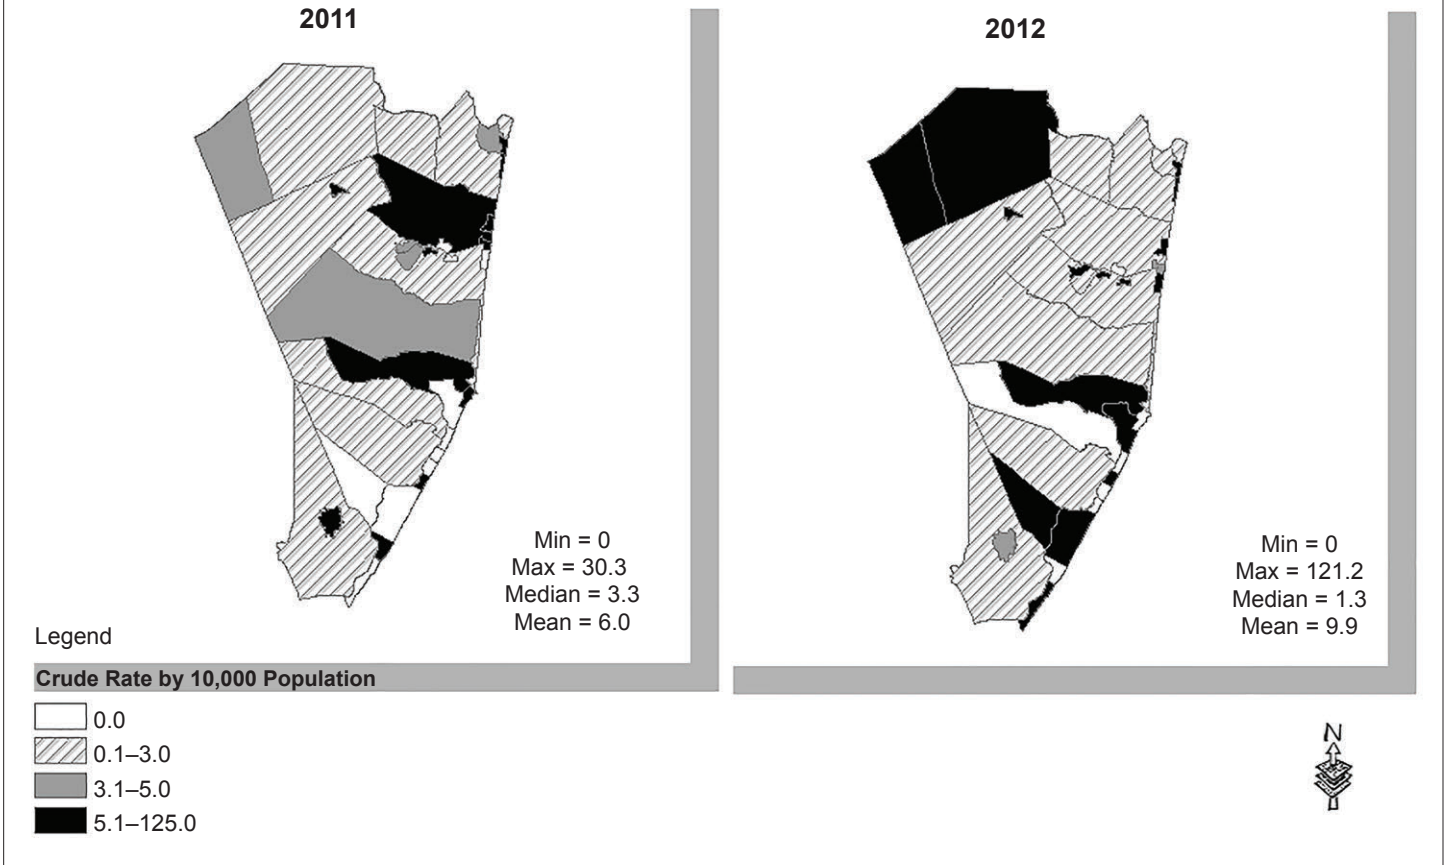 2011
2012
Min = 0
Max = 30.3
Median = 3.3
Mean = 6.0
Min = 0
Max = 121.2
Median = 1.3
Mean = 9.9
Legend
Crude Rate by 10,000 Population
0.0
0.1–3.0
3.1–5.0
5.1–125.0
N